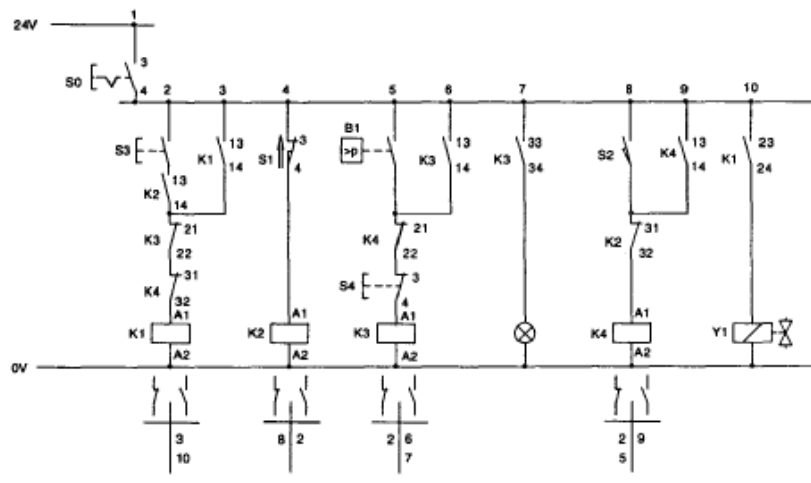 1
24V
3
S0
4
2 3 4 5 6 7 8 9 10
B1
S3 K1 13 14 S1 3 4 >p K3 13 14 K3 33 34 S2 K4 13 14 K1 23 24
K2 13 14
K3 21 22 K4 21 22 K2 31 32
K4 31 32 S4 3 4
A1 A1 A1 A1
K1 K2 K3 K4 Y1
A2 A2 A2 A2
0V
3 8 2 2 6 2 9
10 7 5